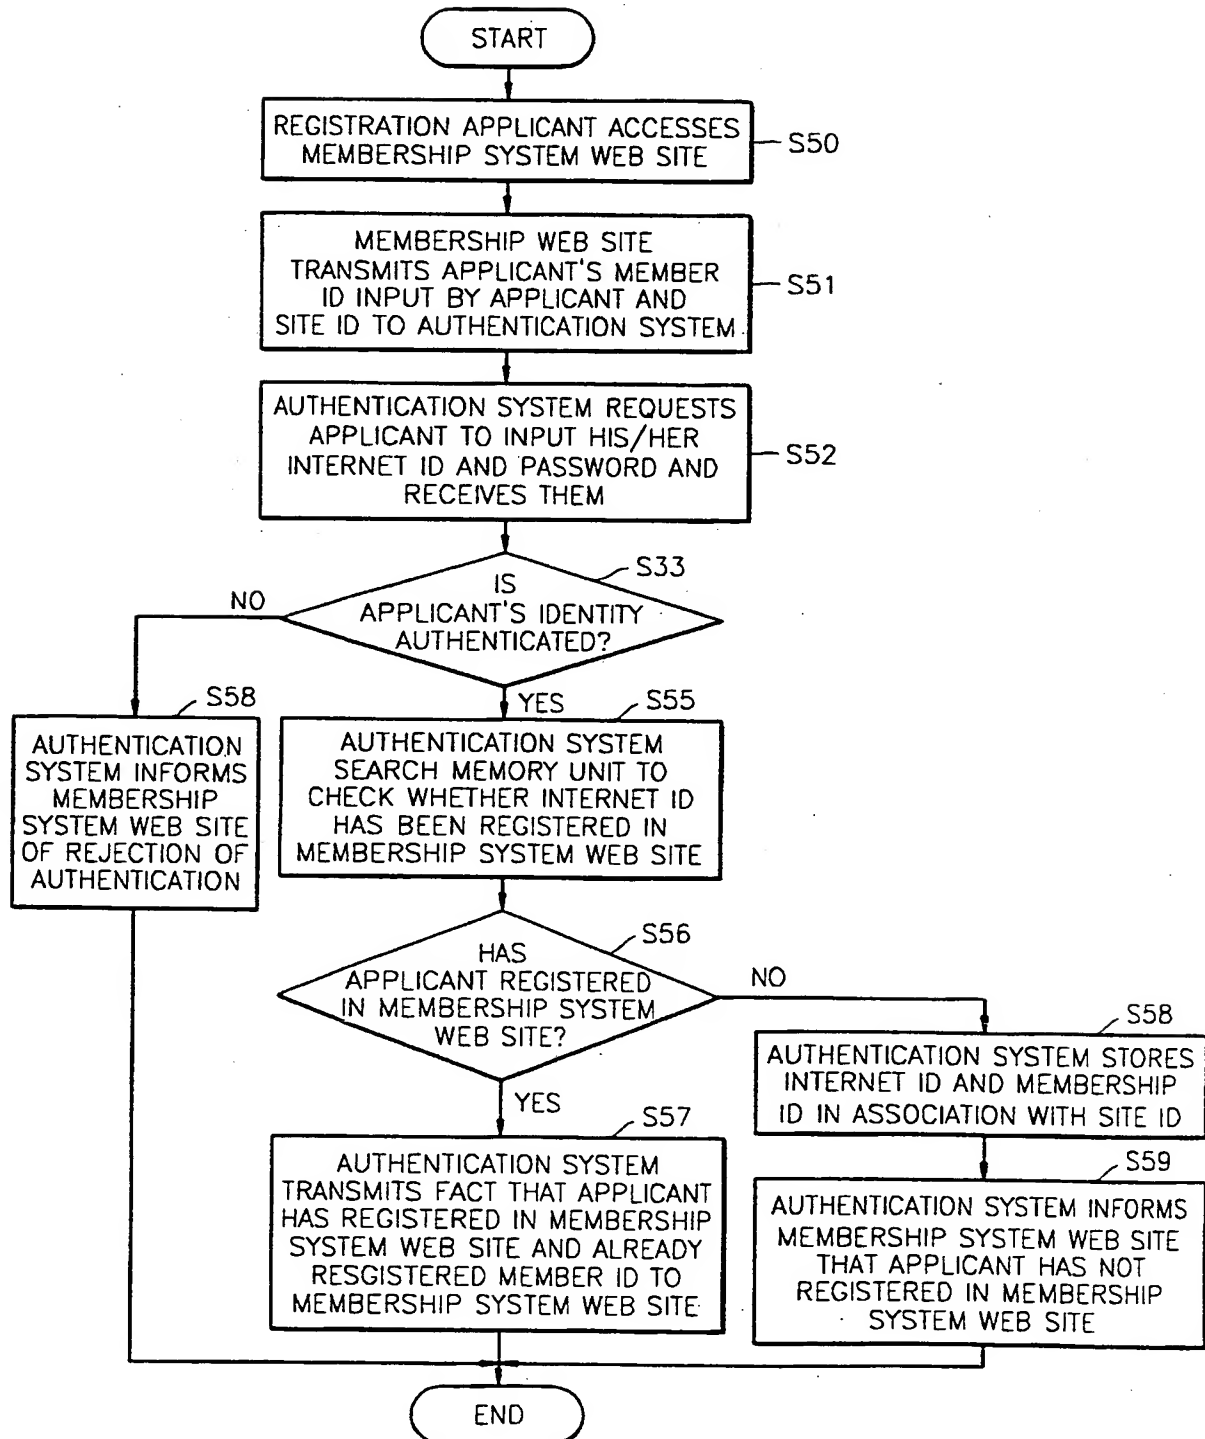 START
REGISTRATION APPLICANT ACCESSES
MEMBERSHIP SYSTEM WEB SITE
S50
MEMBERSHIP WEB SITE
TRANSMITS APPLICANT'S MEMBER
ID INPUT BY APPLICANT AND
SITE ID TO AUTHENTICATION SYSTEM
S51
AUTHENTICATION SYSTEM REQUESTS
APPLICANT TO INPUT HIS/HER
INTERNET ID AND PASSWORD AND
RECEIVES THEM
S52
S33
IS
APPLICANT'S IDENTITY
AUTHENTICATED?
NO
YES
S58
AUTHENTICATION
SYSTEM INFORMS
MEMBERSHIP
SYSTEM WEB SITE
OF REJECTION OF
AUTHENTICATION
S55
AUTHENTICATION SYSTEM
SEARCH MEMORY UNIT TO
CHECK WHETHER INTERNET ID
HAS BEEN REGISTERED IN
MEMBERSHIP SYSTEM WEB SITE
S56
HAS
APPLICANT REGISTERED
IN MEMBERSHIP SYSTEM
WEB SITE?
NO
YES
S58
AUTHENTICATION SYSTEM STORES
INTERNET ID AND MEMBERSHIP
ID IN ASSOCIATION WITH SITE ID
S57
AUTHENTICATION SYSTEM
TRANSMITS FACT THAT APPLICANT
HAS REGISTERED IN MEMBERSHIP
SYSTEM WEB SITE AND ALREADY
RESGISTERED MEMBER ID TO
MEMBERSHIP SYSTEM WEB SITE
S59
AUTHENTICATION SYSTEM INFORMS
MEMBERSHIP SYSTEM WEB SITE
THAT APPLICANT HAS NOT
REGISTERED IN MEMBERSHIP
SYSTEM WEB SITE
END